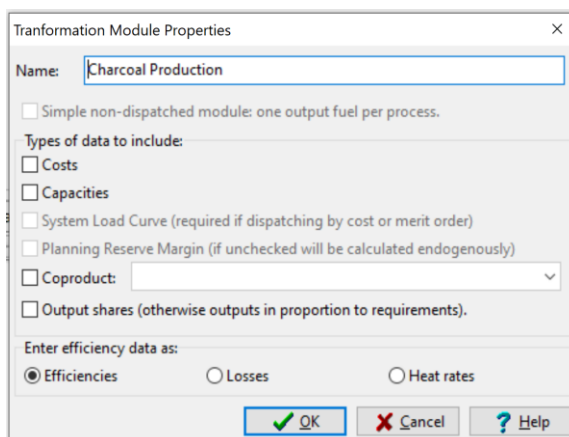 Tranformation Module Properties
Name: Charcoal Production
Simple non-dispatched module: one output fuel per process.
Types of data to include:
Costs
Capacities
System Load Curve (required if dispatching by cost or merit order)
Planning Reserve Margin (if unchecked will be calculated endogenously)
Coproduct:
Output shares (otherwise outputs in proportion to requirements).
Enter efficiency data as:
Efficiencies Losses Heat rates
OK Cancel Help